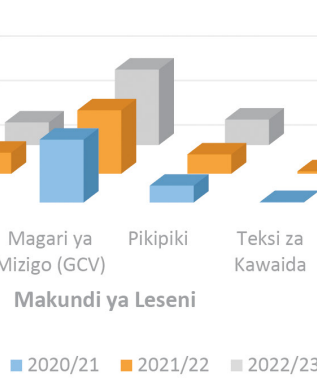 Magari ya Pikipiki Teksi za
Mizigo (GCV) Kawaida
Makundi ya Leseni
2020/21 2021/22 2022/23